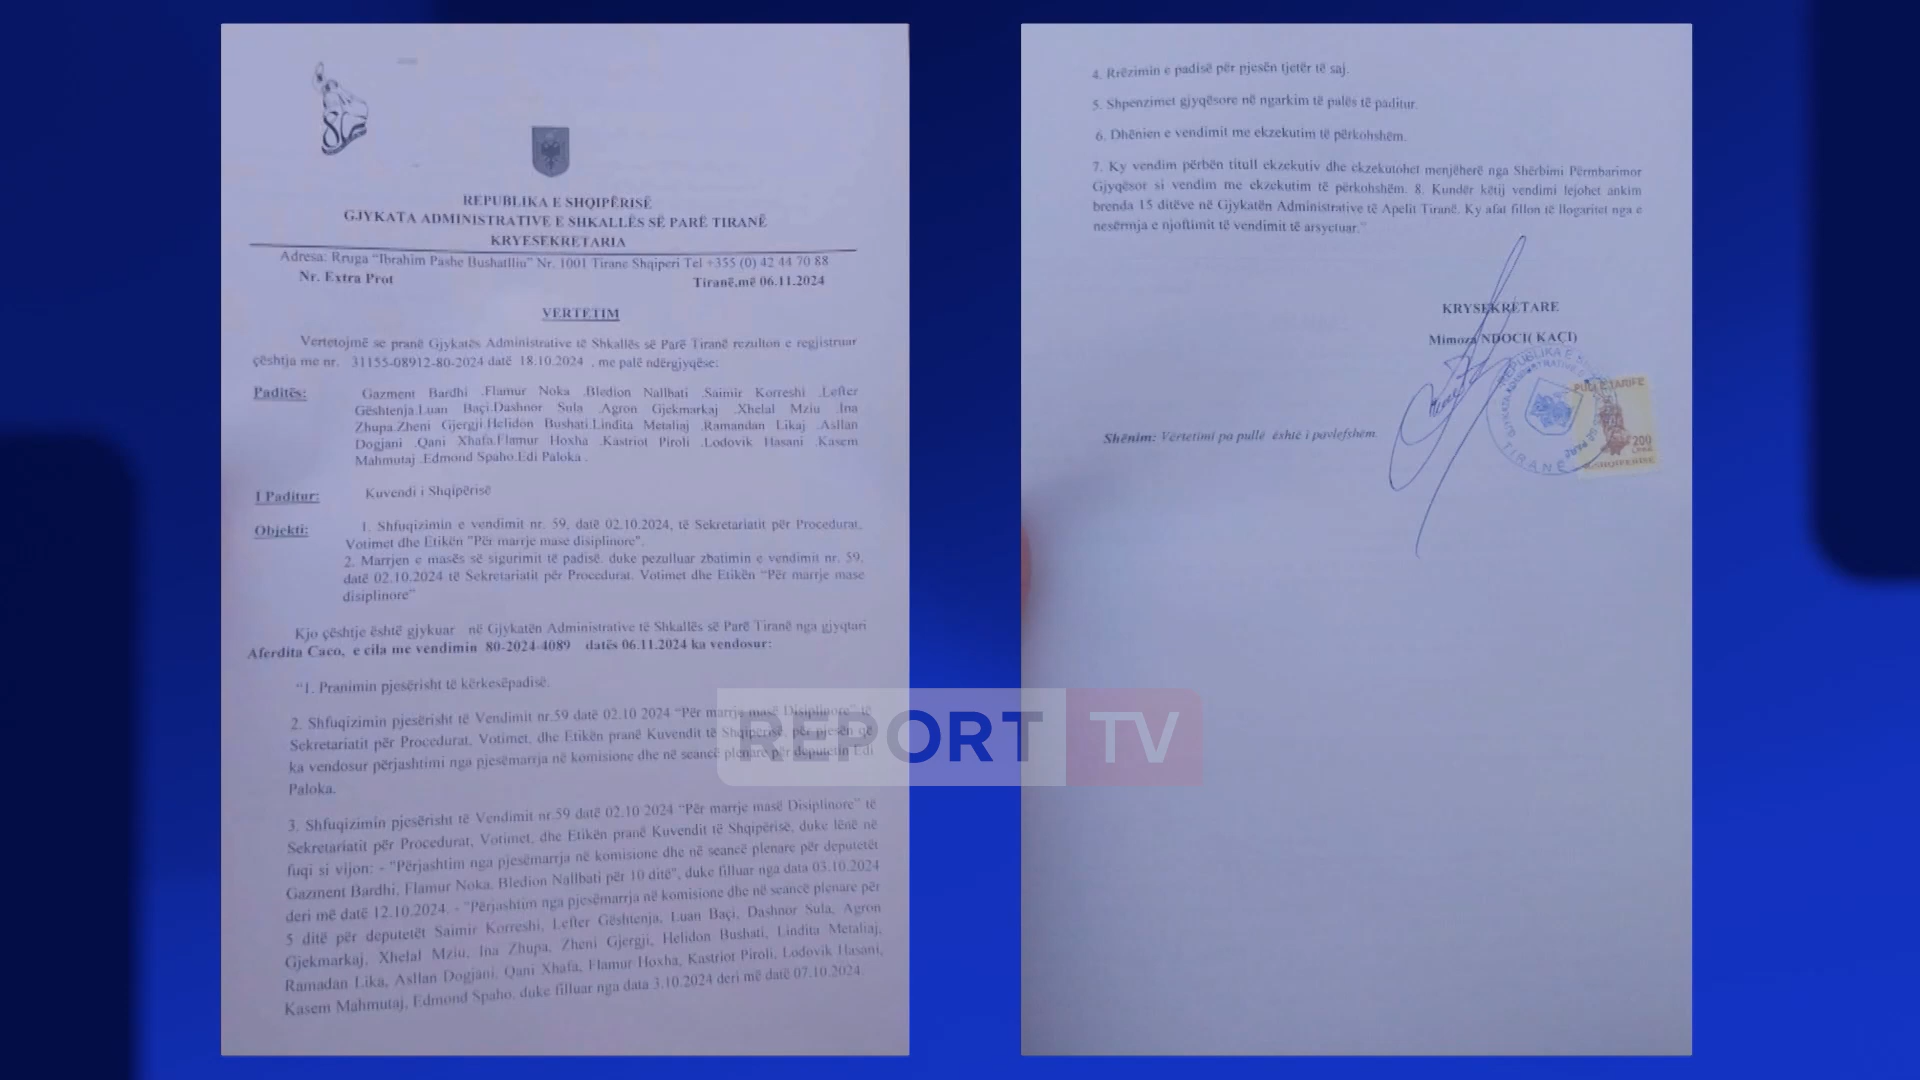 REPUBLIKA E SHQIPËRISË
GJYKATA ADMINISTRATIVE E SHKALLËS SË PARË TIRANË
KRYESEKRETARIA
Adresa: Rruga “Ibrahim Pashe Bushatlliu” Nr. 1001 Tirane Shqiperi Tel +355 (0) 42 44 70 88
Nr. Extra Prot Tiranë.më 06.11.2024
VERTETIM
Vertetojmë se pranë Gjykatës Administrative të Shkallës së Parë Tiranë rezulton e regjistruar
çështja me nr. 31155-08912-80-2024 datë 18.10.2024 , me palë ndërgjyqëse:
Paditës: Gazment Bardhi .Flamur Noka .Bledion Nallbati .Saimir Korreshi .Lefter
Gështenja.Luan Baçi.Dashnor Sula .Agron Gjekmarkaj .Xhelal Mziu .Ina
Zhupa.Zheni Gjergji.Helidon Bushati.Lindita Metaliaj .Ramandan Likaj .Asllan
Dogjani .Qani Xhafa.Flamur Hoxha .Kastriot Piroli .Lodovik Hasani .Kasem
Mahmutaj .Edmond Spaho.Edi Paloka .
I Paditur: Kuvendi i Shqipërisë
Objekti: 1. Shfuqizimin e vendimit nr. 59, datë 02.10.2024, të Sekretariatit për Procedurat,
Votimet dhe Etikën "Për marrje mase disiplinore".
2. Marrjen e masës së sigurimit të padisë, duke pezulluar zbatimin e vendimit nr. 59,
datë 02.10.2024 të Sekretariatit për Procedurat. Votimet dhe Etikën “Për marrje mase
disiplinore”
Kjo çështje është gjykuar në Gjykatën Administrative të Shkallës së Parë Tiranë nga gjyqtari
Aferdita Caco, e cila me vendimin 80-2024-4089 datës 06.11.2024 ka vendosur:
“1. Pranimin pjesërisht të kërkesëpadisë.
2. Shfuqizimin pjesërisht të Vendimit nr.59 datë 02.10 2024 “Për marrje masë Disiplinore” të
Sekretariatit për Procedurat, Votimet, dhe Etikën pranë Kuvendit të Shqipërisë, për pjesën që
ka vendosur përjashtimi nga pjesëmarrja në komisione dhe në seancë plenare për deputetin Edi
Paloka.
3. Shfuqizimin pjesërisht të Vendimit nr.59 datë 02.10 2024 “Për marrje masë Disiplinore” të
Sekretariatit për Procedurat, Votimet, dhe Etikën pranë Kuvendit të Shqipërisë, duke lënë në
fuqi si vijon: - "Përjashtim nga pjesëmarrja në komisione dhe në seancë plenare për deputetët
Gazment Bardhi, Flamur Noka, Bledion Nallbati për 10 ditë", duke filluar nga data 03.10.2024
deri më datë 12.10.2024. - "Përjashtim nga pjesëmarrja në komisione dhe në seancë plenare për
5 ditë për deputetët Saimir Korreshi, Lefter Gështenja, Luan Baçi, Dashnor Sula, Agron
Gjekmarkaj, Xhelal Mziu, Ina Zhupa, Zheni Gjergji, Helidon Bushati, Lindita Metaliaj,
Ramadan Lika, Asllan Dogjani, Qani Xhafa, Flamur Hoxha, Kastriot Piroli, Lodovik Hasani,
Kasem Mahmutaj, Edmond Spaho, duke filluar nga data 3.10.2024 deri më datë 07.10.2024.
4. Rrëzimin e padisë për pjesën tjetër të saj.
5. Shpenzimet gjyqësore në ngarkim të palës të paditur.
6. Dhënien e vendimit me ekzekutim të përkohshëm.
7. Ky vendim përbën titull ekzekutiv dhe ekzekutohet menjëherë nga Shërbimi Përmbarimor
Gjyqësor si vendim me ekzekutim të përkohshëm. 8. Kundër këtij vendimi lejohet ankim
brenda 15 ditëve në Gjykatën Administrative të Apelit Tiranë. Ky afat fillon të llogaritet nga e
nesërmja e njoftimit të vendimit të arsyetuar.”
KRYSEKRETARE
Mimoza NDOCI( KAÇI)
PULLE TARIFE
200
SHQIPERISE
TIRANË
Shënim: Vërtetimi pa pullë është i pavlefshëm.
REPORT TV